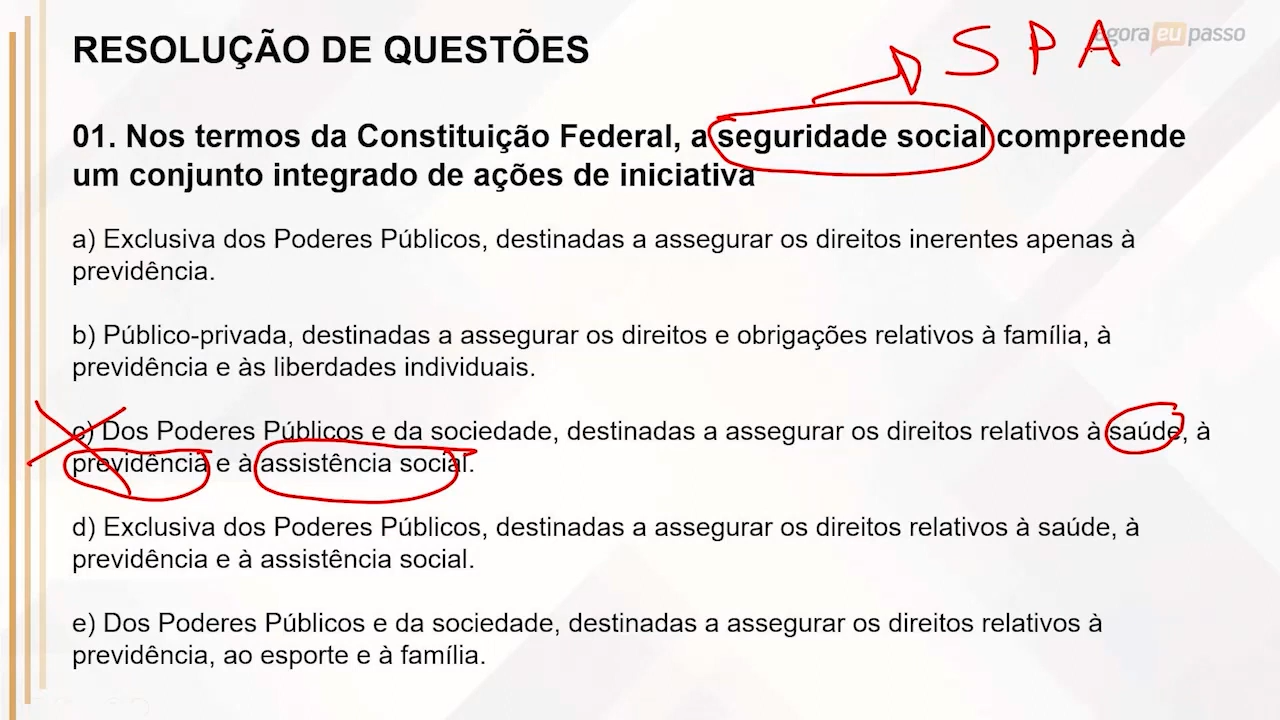 RESOLUÇÃO DE QUESTÕES
SPA
agora eu passo
01. Nos termos da Constituição Federal, a seguridade social compreende
um conjunto integrado de ações de iniciativa
a) Exclusiva dos Poderes Públicos, destinadas a assegurar os direitos inerentes apenas à
previdência.
b) Público-privada, destinadas a assegurar os direitos e obrigações relativos à família, à
previdência e às liberdades individuais.
c) Dos Poderes Públicos e da sociedade, destinadas a assegurar os direitos relativos à saúde, à
previdência e à assistência social.
d) Exclusiva dos Poderes Públicos, destinadas a assegurar os direitos relativos à saúde, à
previdência e à assistência social.
e) Dos Poderes Públicos e da sociedade, destinadas a assegurar os direitos relativos à
previdência, ao esporte e à família.